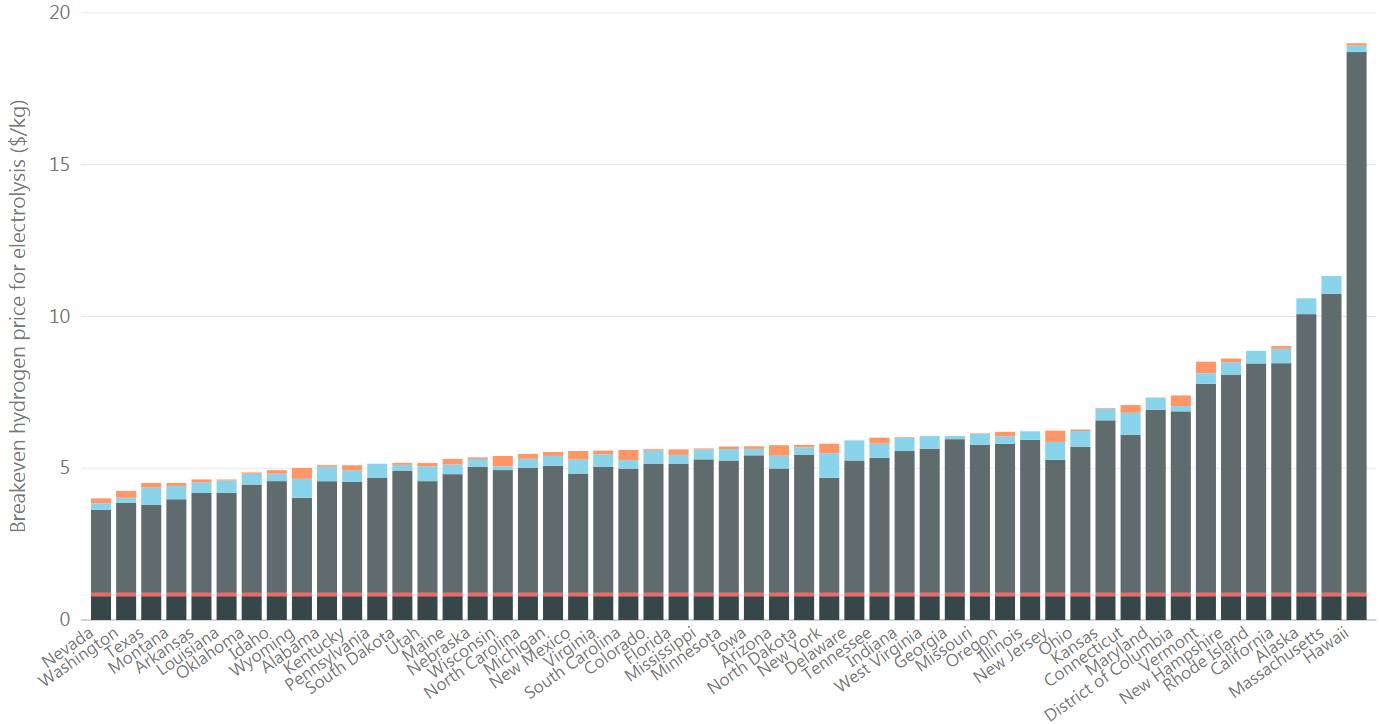 Breakeven hydrogen price for electrolysis ($/kg)
20
15
10
5
0
Nevada
Washington
Texas
Montana
Arkansas
Louisiana
Oklahoma
Idaho
Wyoming
Alabama
Kentucky
Pennsylvania
South Dakota
Utah
Maine
Nebraska
Wisconsin
North Carolina
Michigan
New Mexico
Virginia
South Carolina
Colorado
Florida
Mississippi
Minnesota
Iowa
Arizona
North Dakota
New York
Delaware
Tennessee
Indiana
West Virginia
Georgia
Missouri
Oregon
Illinois
New Jersey
Ohio
Kansas
Connecticut
Maryland
District of Columbia
Vermont
New Hampshire
Rhode Island
California
Alaska
Massachusetts
Hawaii